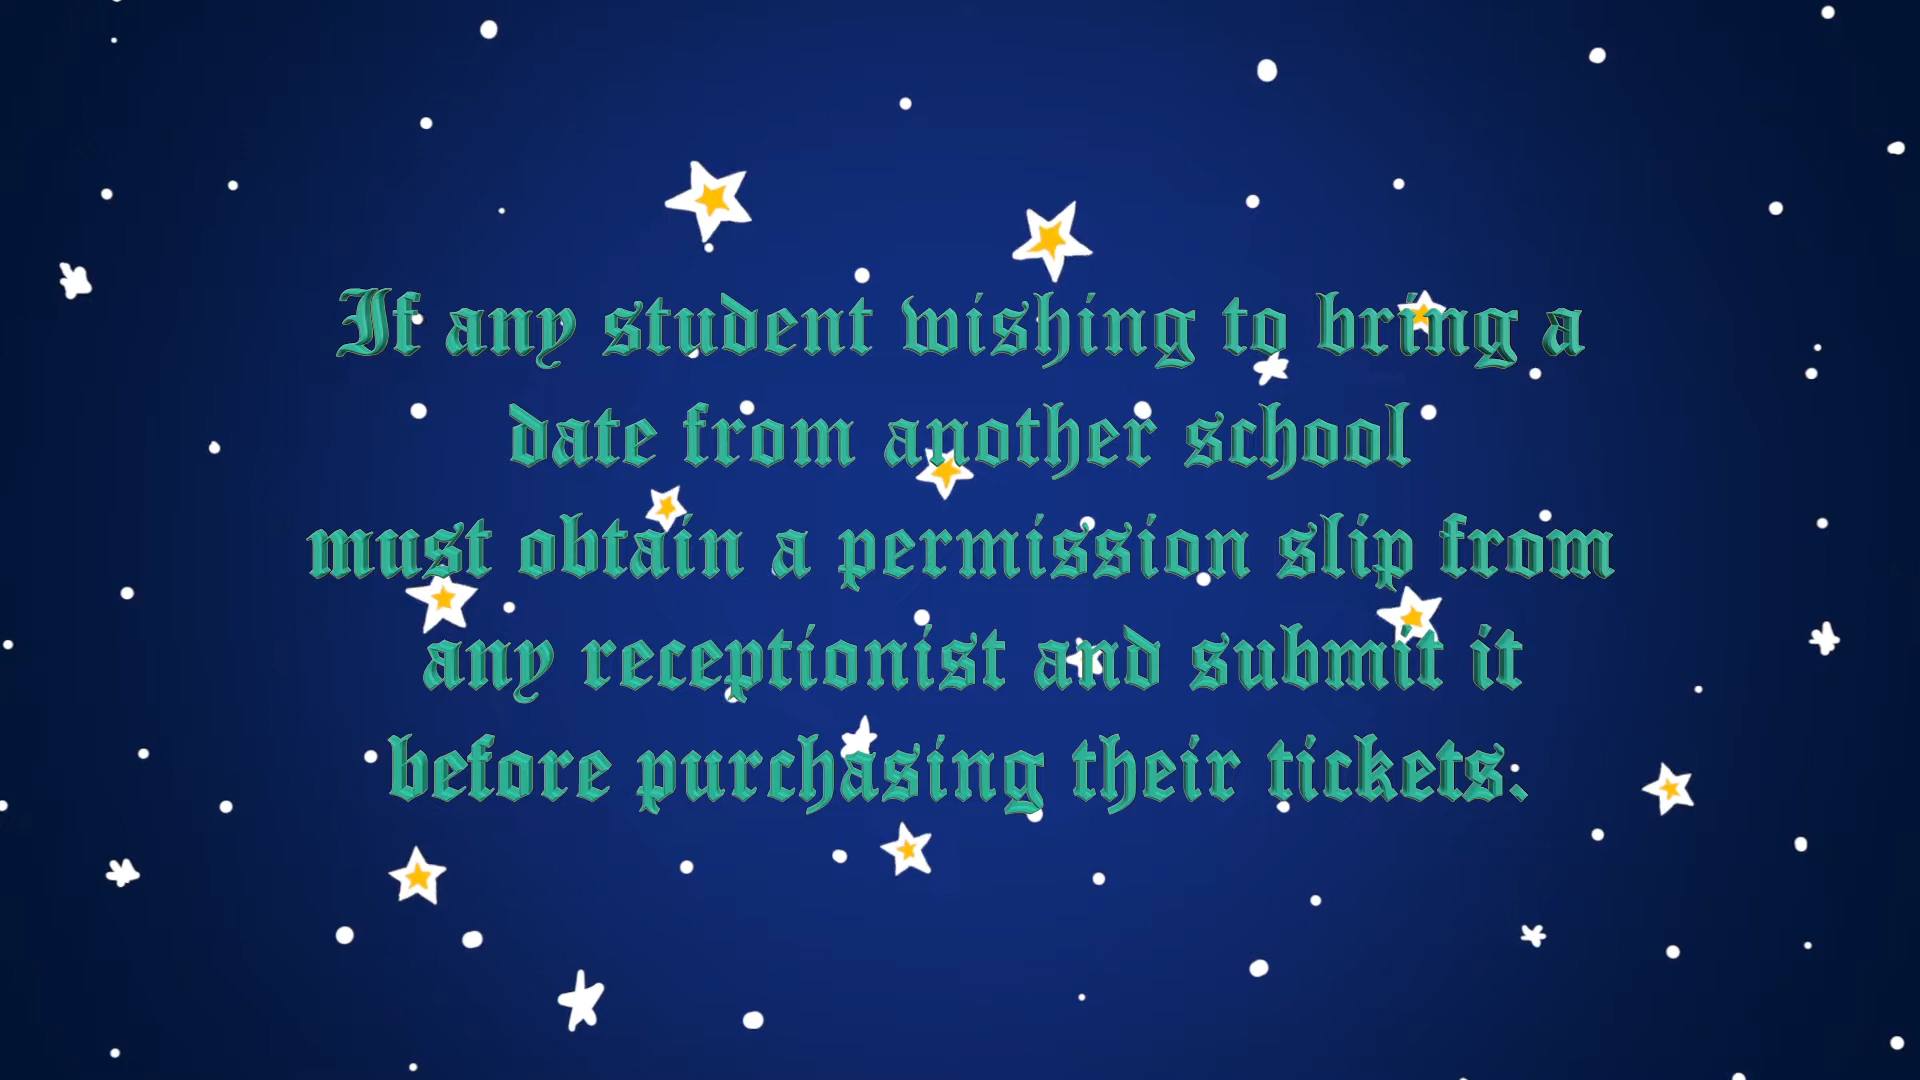 If any student wishing to bring a
date from another school
must obtain a permission slip from
any receptionist and submit it
before purchasing their tickets.